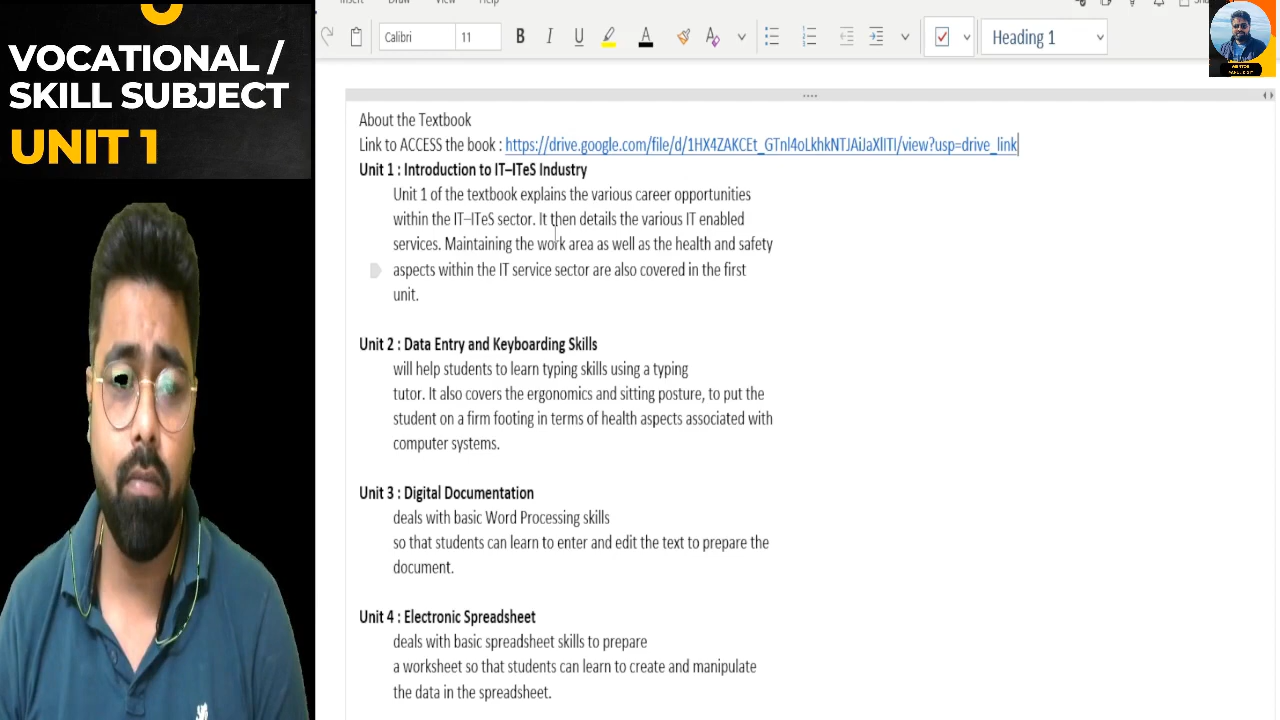 VOCATIONAL /
SKILL SUBJECT
UNIT 1
Insert Draw View Help
Calibri 11 B I U A A Heading 1
About the Textbook
Link to ACCESS the book : https://drive.google.com/file/d/1HX4ZAKCEt_GTnl4oLkhkNTJAiJaXlITI/view?usp=drive_link
Unit 1 : Introduction to IT–ITeS Industry
Unit 1 of the textbook explains the various career opportunities
within the IT–ITeS sector. It then details the various IT enabled
services. Maintaining the work area as well as the health and safety
aspects within the IT service sector are also covered in the first
unit.
Unit 2 : Data Entry and Keyboarding Skills
will help students to learn typing skills using a typing
tutor. It also covers the ergonomics and sitting posture, to put the
student on a firm footing in terms of health aspects associated with
computer systems.
Unit 3 : Digital Documentation
deals with basic Word Processing skills
so that students can learn to enter and edit the text to prepare the
document.
Unit 4 : Electronic Spreadsheet
deals with basic spreadsheet skills to prepare
a worksheet so that students can learn to create and manipulate
the data in the spreadsheet.